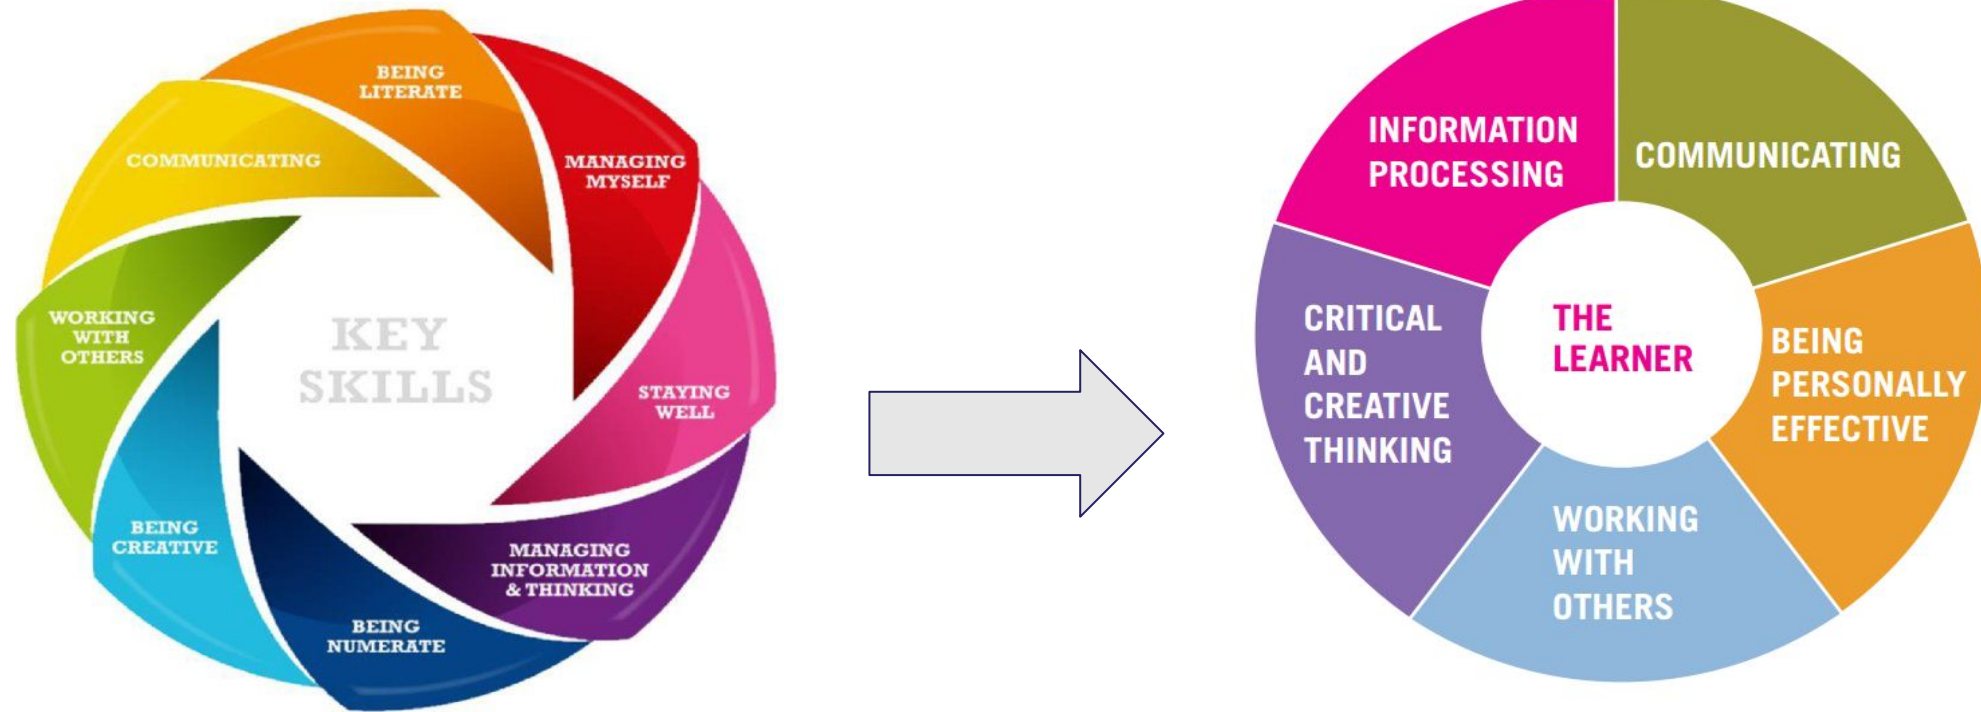 BEING
LITERATE
MANAGING
MYSELF
COMMUNICATING
STAYING
WELL
WORKING
WITH
OTHERS
KEY
SKILLS
BEING
CREATIVE
MANAGING
INFORMATION
& THINKING
BEING
NUMERATE
INFORMATION
PROCESSING
COMMUNICATING
CRITICAL
AND
CREATIVE
THINKING
THE
LEARNER
BEING
PERSONALLY
EFFECTIVE
WORKING
WITH
OTHERS